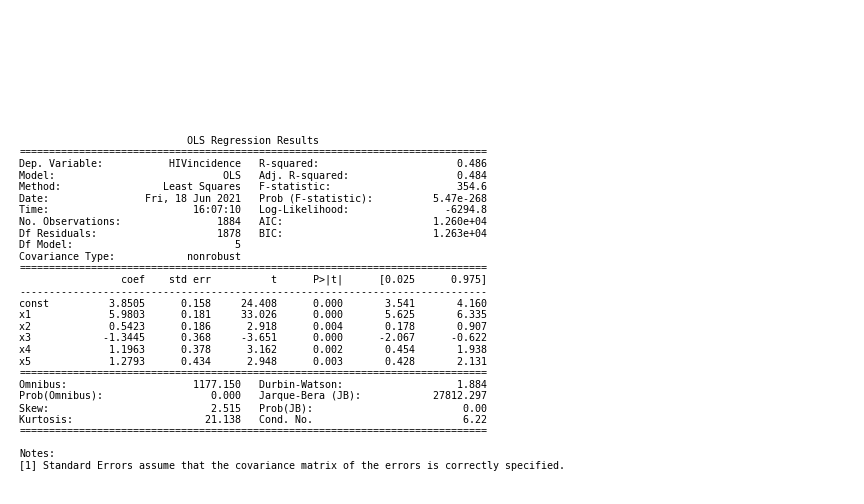 OLS Regression Results
==============================================================================
Dep. Variable:           HIVincidence   R-squared:                       0.486
Model:                            OLS   Adj. R-squared:                  0.484
Method:                 Least Squares   F-statistic:                     354.6
Date:                Fri, 18 Jun 2021   Prob (F-statistic):          5.47e-268
Time:                        16:07:10   Log-Likelihood:                -6294.8
No. Observations:                1884   AIC:                         1.260e+04
Df Residuals:                    1878   BIC:                         1.263e+04
Df Model:                           5
Covariance Type:            nonrobust
==============================================================================
                 coef    std err          t      P>|t|      [0.025      0.975]
------------------------------------------------------------------------------
const          3.8505      0.158     24.408      0.000       3.541       4.160
x1             5.9803      0.181     33.026      0.000       5.625       6.335
x2             0.5423      0.186      2.918      0.004       0.178       0.907
x3            -1.3445      0.368     -3.651      0.000      -2.067      -0.622
x4             1.1963      0.378      3.162      0.002       0.454       1.938
x5             1.2793      0.434      2.948      0.003       0.428       2.131
==============================================================================
Omnibus:                     1177.150   Durbin-Watson:                   1.884
Prob(Omnibus):                  0.000   Jarque-Bera (JB):            27812.297
Skew:                           2.515   Prob(JB):                         0.00
Kurtosis:                      21.138   Cond. No.                         6.22
==============================================================================
Notes:
[1] Standard Errors assume that the covariance matrix of the errors is correctly specified.